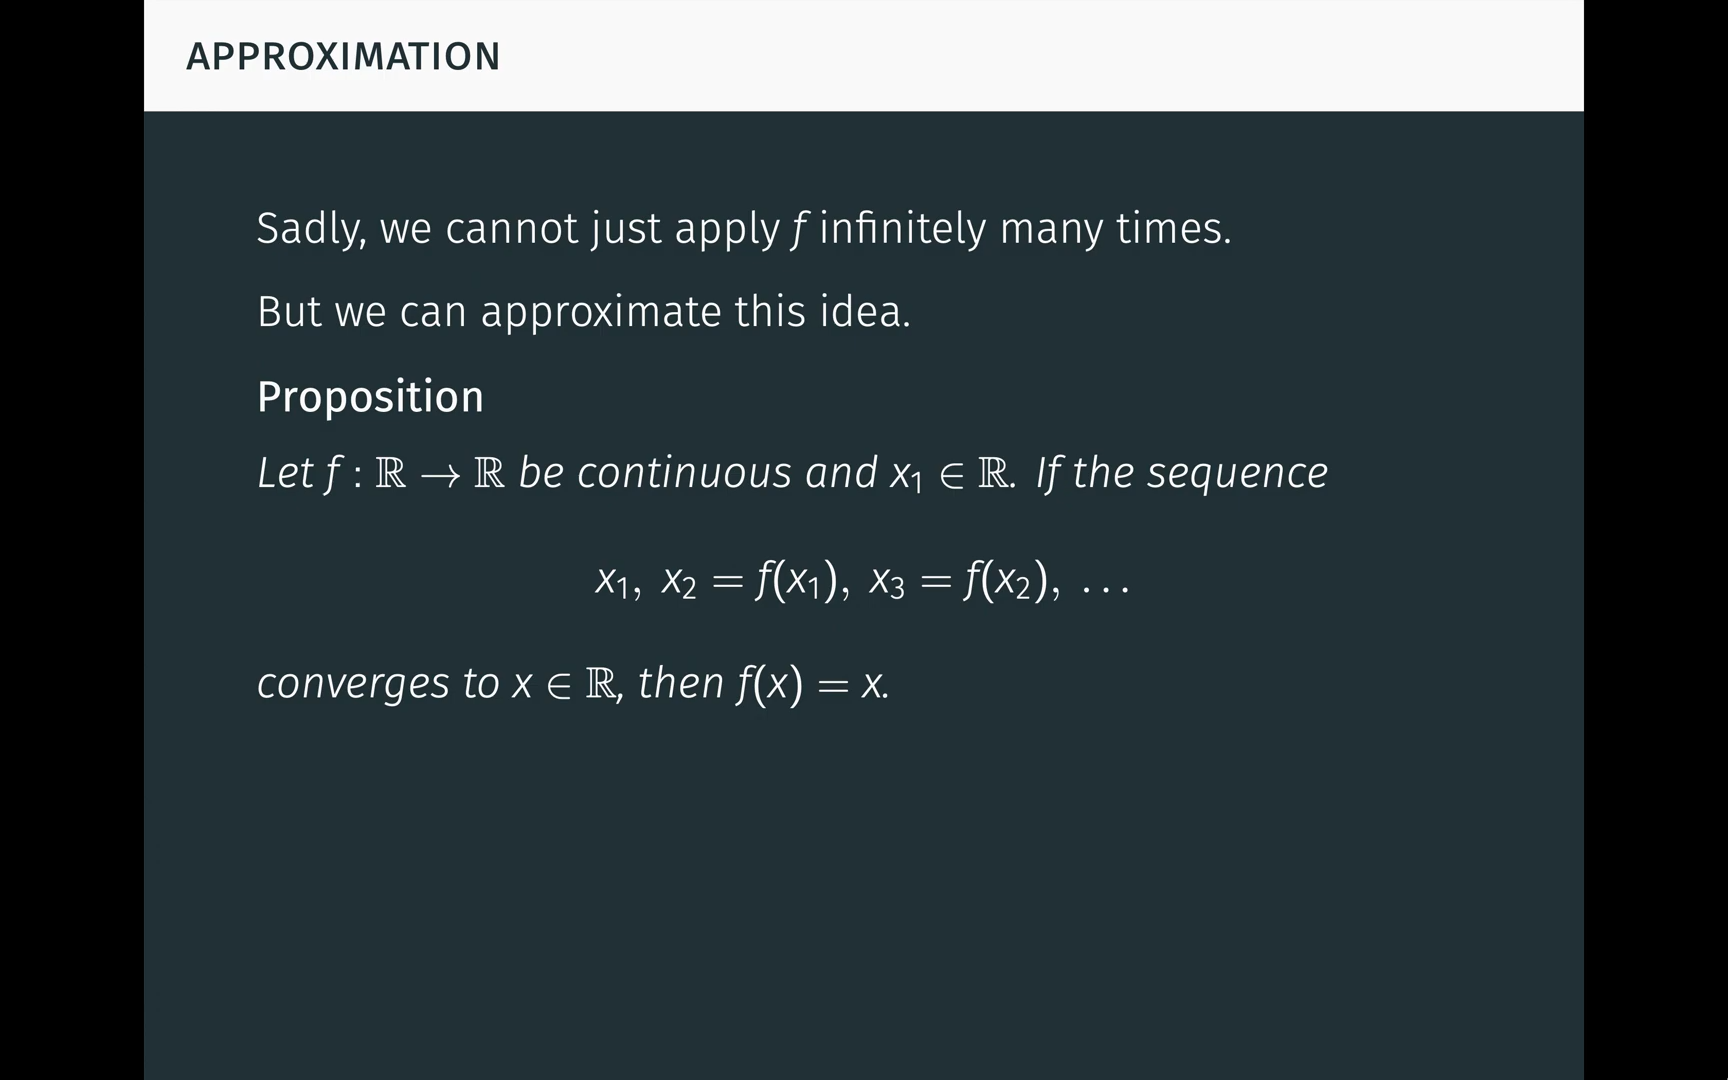 APPROXIMATION
Sadly, we cannot just apply f infinitely many times.
But we can approximate this idea.
Proposition
Let f : ℝ → ℝ be continuous and x₁ ∈ ℝ. If the sequence
x₁, x₂ = f(x₁), x₃ = f(x₂), …
converges to x ∈ ℝ, then f(x) = x.